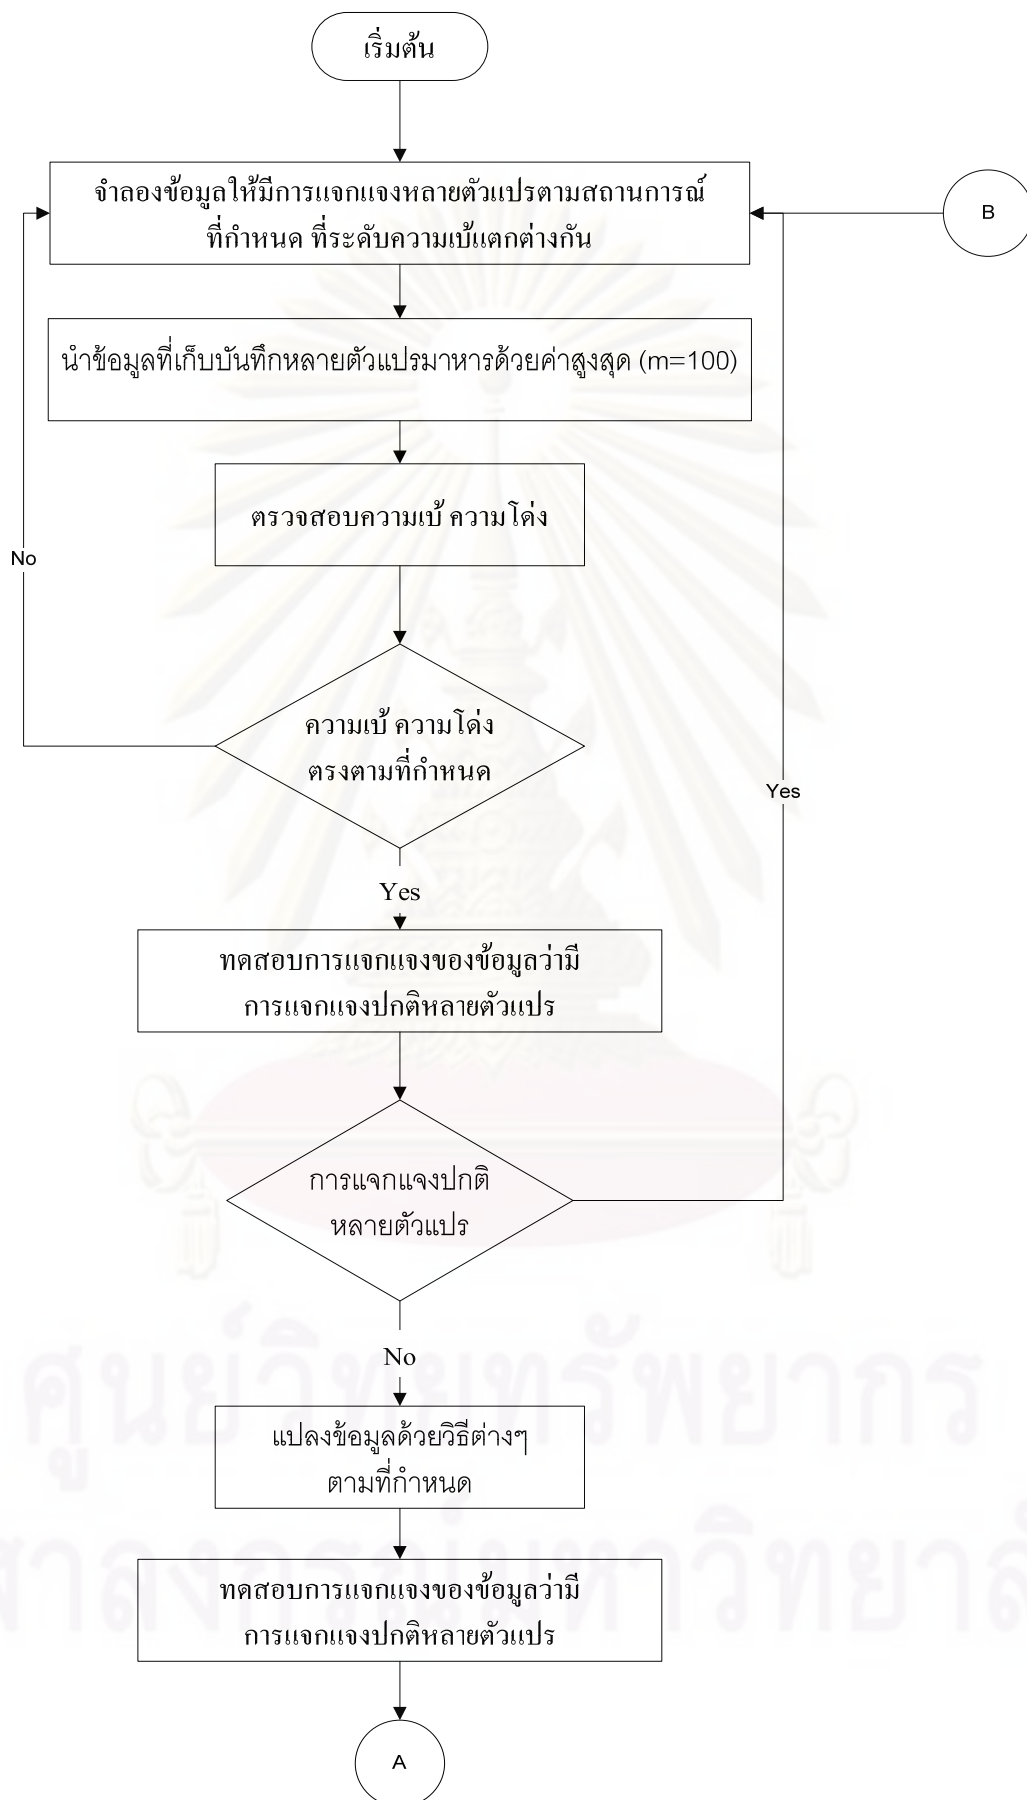 เริ่มต้น
จำลองข้อมูลให้มีการแจกแจงหลายตัวแปรตามสถานการณ์
ที่กำหนด ที่ระดับความเบ้แตกต่างกัน
B
นำข้อมูลที่เก็บบันทึกหลายตัวแปรมาหารด้วยค่าสูงสุด (m=100)
ตรวจสอบความเบ้ ความโด่ง
No
ความเบ้ ความโด่ง
ตรงตามที่กำหนด
Yes
Yes
ทดสอบการแจกแจงของข้อมูลว่ามี
การแจกแจงปกติหลายตัวแปร
การแจกแจงปกติ
หลายตัวแปร
No
ศูนย์วิทยทรัพยากร
แปลงข้อมูลด้วยวิธีต่างๆ
ตามที่กำหนด
ทดสอบการแจกแจงของข้อมูลว่ามี
การแจกแจงปกติหลายตัวแปร
A